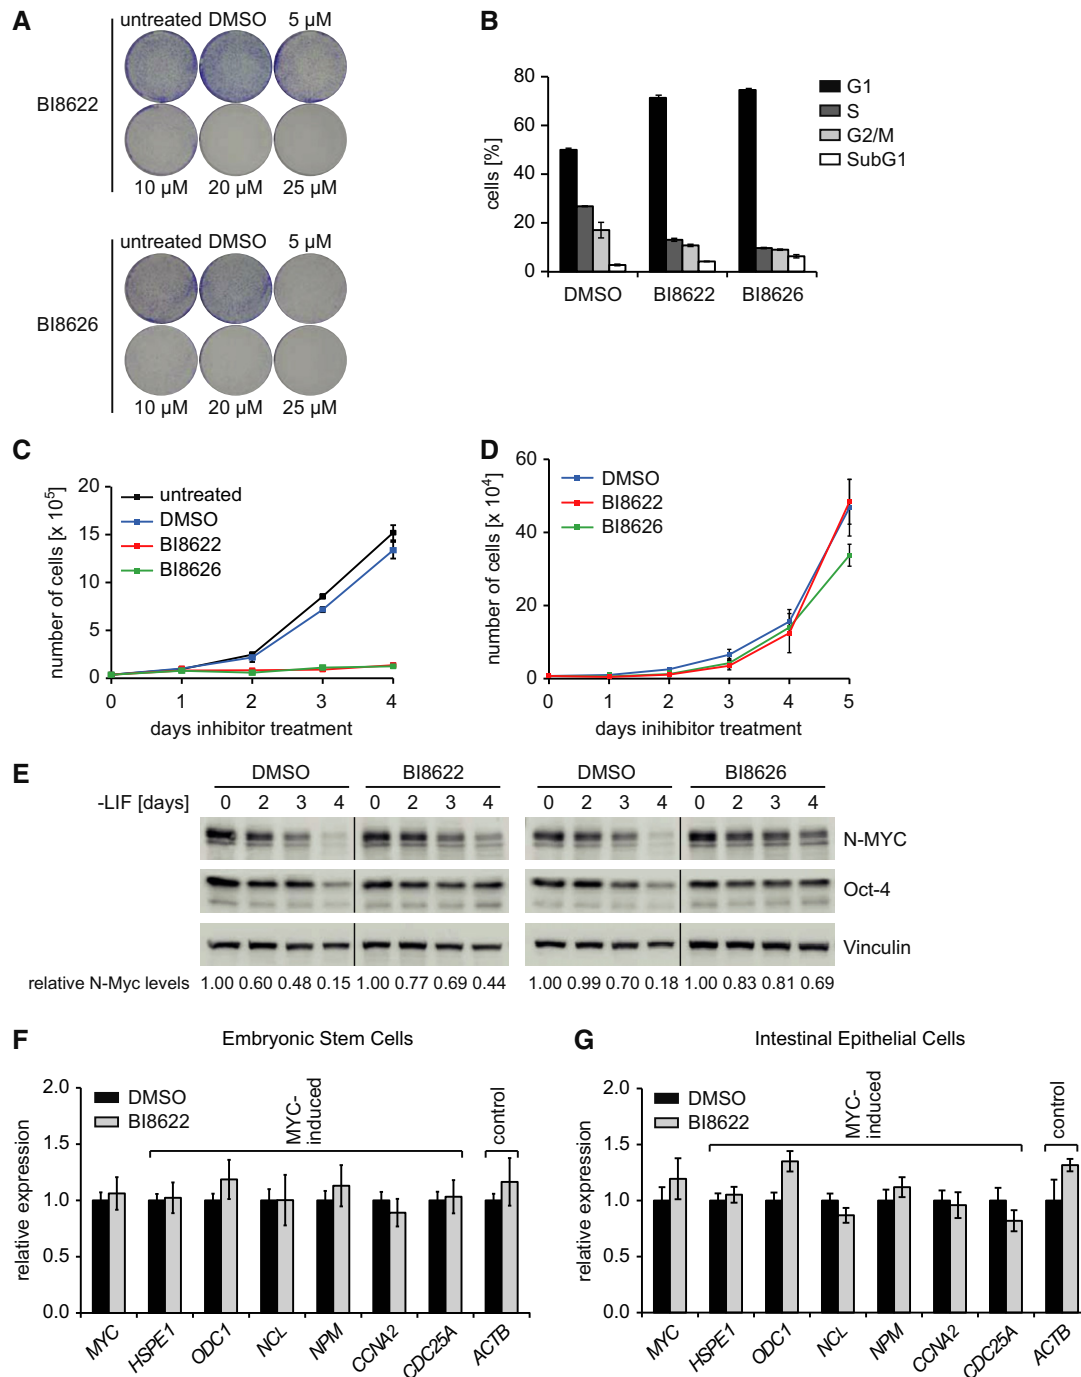 A
untreated DMSO 5 µM
BI8622
10 µM 20 µM 25 µM
untreated DMSO 5 µM
BI8626
10 µM 20 µM 25 µM
B
cells [%]
80
60
40
20
0
G1
S
G2/M
SubG1
DMSO BI8622 BI8626
C
number of cells [x 10⁵]
20
15
10
5
0
untreated
DMSO
BI8622
BI8626
0 1 2 3 4
days inhibitor treatment
D
number of cells [x 10⁴]
60
40
20
0
DMSO
BI8622
BI8626
0 1 2 3 4 5
days inihibitor treatment
E
DMSO BI8622 DMSO BI8626
-LIF [days] 0 2 3 4 0 2 3 4 0 2 3 4 0 2 3 4
N-MYC
Oct-4
Vinculin
relative N-Myc levels 1.00 0.60 0.48 0.15 1.00 0.77 0.69 0.44 1.00 0.99 0.70 0.18 1.00 0.83 0.81 0.69
F
Embryonic Stem Cells
relative expression
2.0
1.5
1.0
0.5
0.0
DMSO
BI8622
MYC-
induced
control
MYC HSPE1 ODC1 NCL NPM CCNA2 CDC25A ACTB
G
Intestinal Epithelial Cells
relative expression
2.0
1.5
1.0
0.5
0.0
DMSO
BI8622
MYC-
induced
control
MYC HSPE1 ODC1 NCL NPM CCNA2 CDC25A ACTB